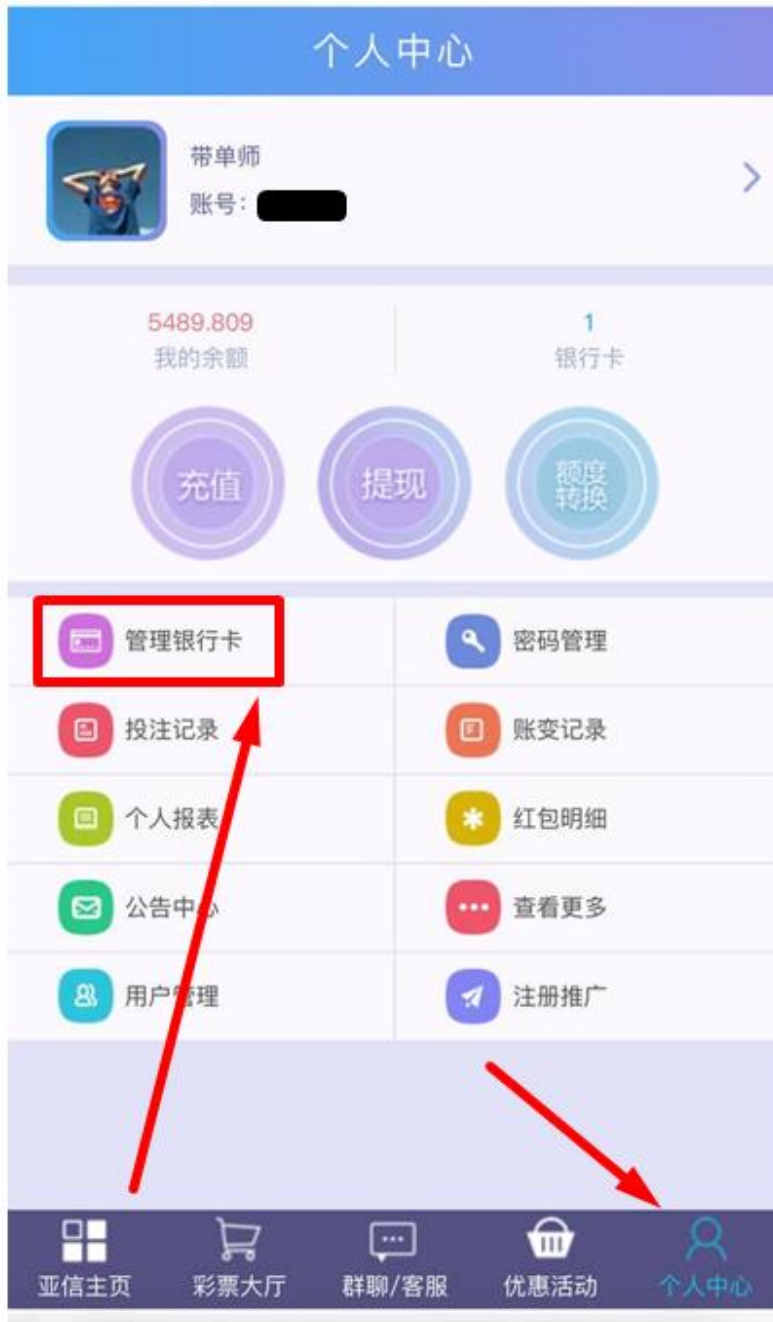 个人中心
带单师
账号:
5489.809
1
我的余额
银行卡
充值
提现
额度
转换
管理银行卡
密码管理
投注记录
账变记录
个人报表
红包明细
公告中心
查看更多
用户管理
注册推广
亚信主页
彩票大厅
群聊/客服
优惠活动
个人中心